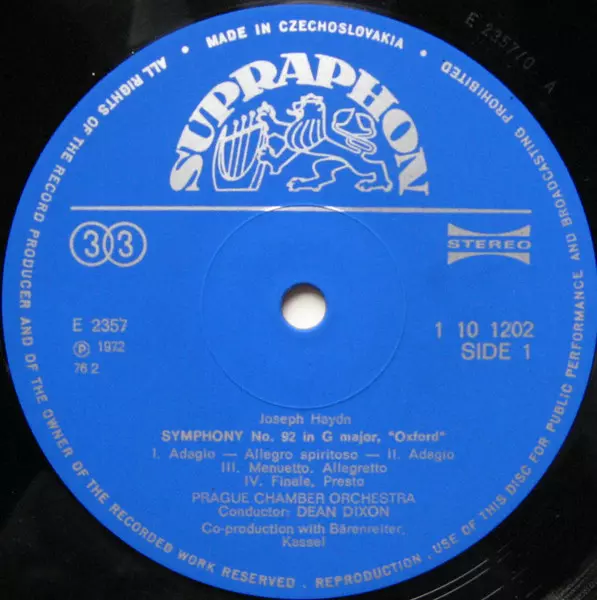 ALL RIGHTS OF THE RECORD PRODUCER AND OF THE OWNER OF THE RECORDED WORK RESERVED . REPRODUCTION . USE OF THIS DISC FOR PUBLIC PERFORMANCE AND BROADCASTING PROHIBITED • MADE IN CZECHOSLOVAKIA •
E 2357/0 A
SUPRAPHON
33
STEREO
E 2357
℗ 1972
76 2
1 10 1202
SIDE 1
Joseph Haydn
SYMPHONY No. 92 in G major, "Oxford"
I. Adagio — Allegro spiritoso — II. Adagio
III. Menuetto. Allegretto
IV. Finale, Presto
PRAGUE CHAMBER ORCHESTRA
Conductor: DEAN DIXON
Co-production with Bärenreiter,
Kassel